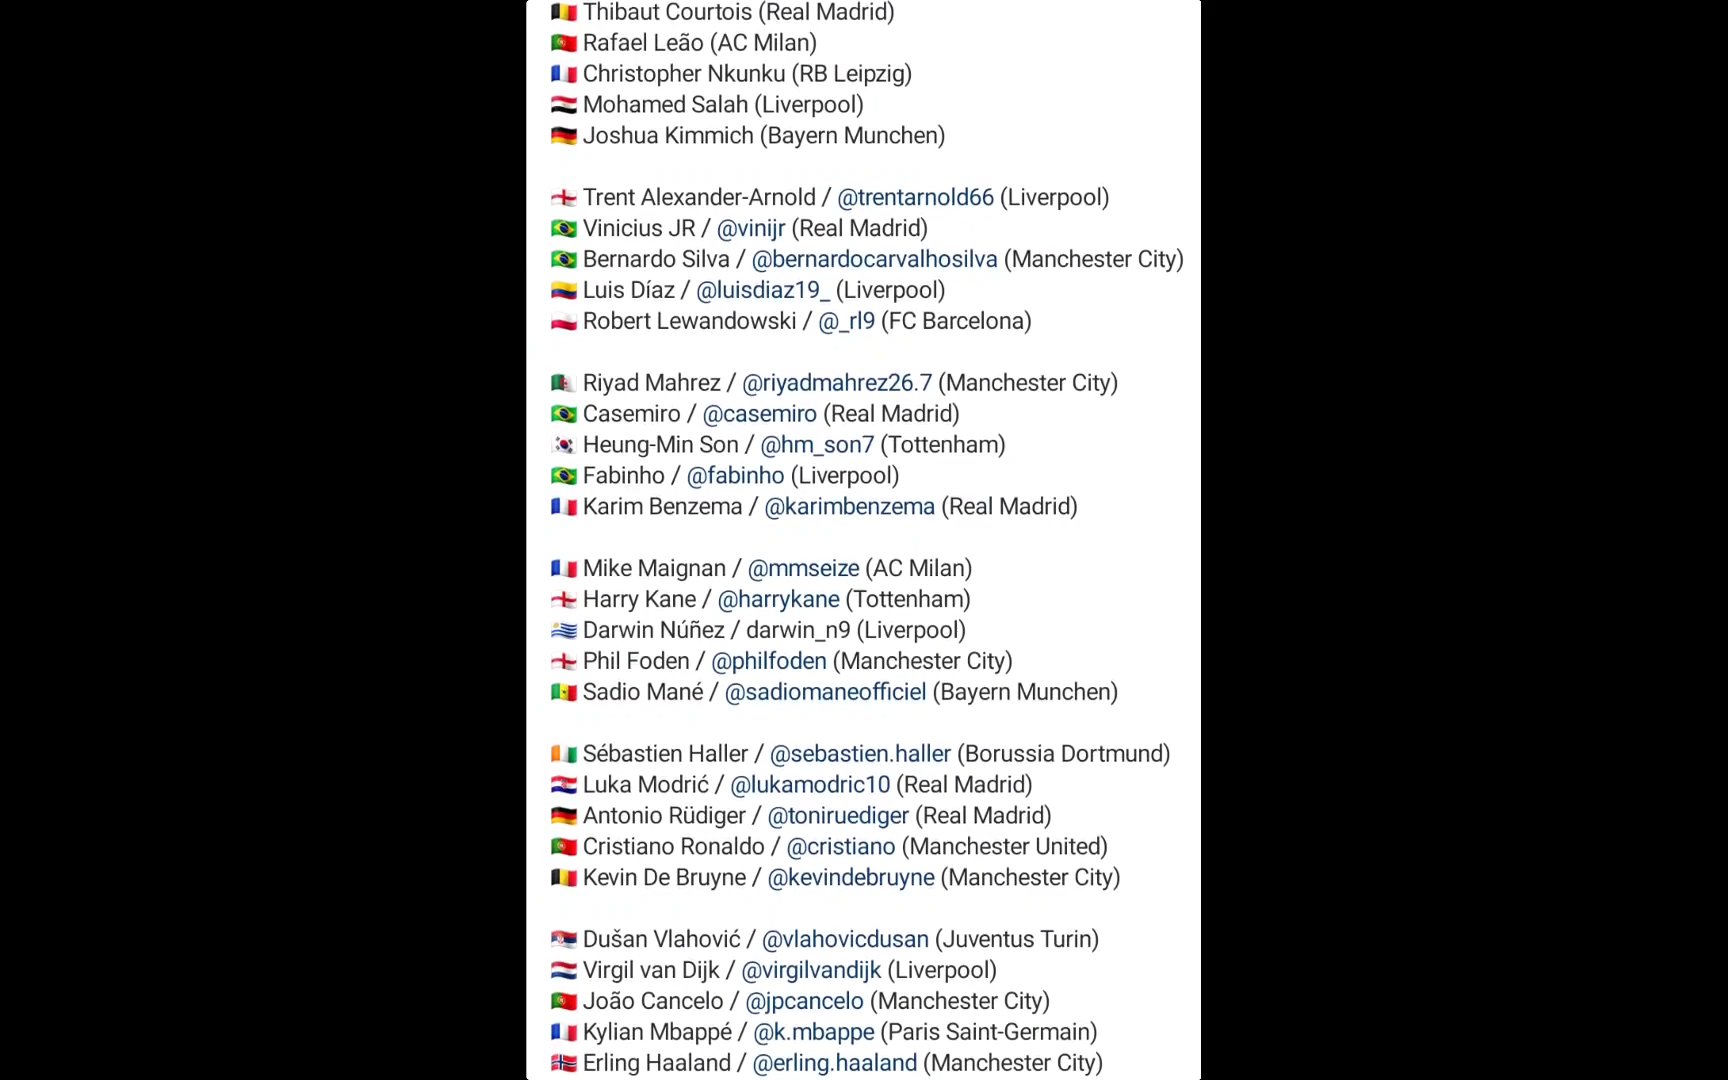 🇧🇪 Thibaut Courtois (Real Madrid)
🇵🇹 Rafael Leão (AC Milan)
🇫🇷 Christopher Nkunku (RB Leipzig)
🇪🇬 Mohamed Salah (Liverpool)
🇩🇪 Joshua Kimmich (Bayern Munchen)
🏴󠁧󠁢󠁥󠁮󠁧󠁿 Trent Alexander-Arnold / @trentarnold66 (Liverpool)
🇧🇷 Vinicius JR / @vinijr (Real Madrid)
🇧🇷 Bernardo Silva / @bernardocarvalhosilva (Manchester City)
🇨🇴 Luis Díaz / @luisdiaz19_ (Liverpool)
🇵🇱 Robert Lewandowski / @_rl9 (FC Barcelona)
🇩🇿 Riyad Mahrez / @riyadmahrez26.7 (Manchester City)
🇧🇷 Casemiro / @casemiro (Real Madrid)
🇰🇷 Heung-Min Son / @hm_son7 (Tottenham)
🇧🇷 Fabinho / @fabinho (Liverpool)
🇫🇷 Karim Benzema / @karimbenzema (Real Madrid)
🇫🇷 Mike Maignan / @mmseize (AC Milan)
🏴󠁧󠁢󠁥󠁮󠁧󠁿 Harry Kane / @harrykane (Tottenham)
🇺🇾 Darwin Núñez / darwin_n9 (Liverpool)
🏴󠁧󠁢󠁥󠁮󠁧󠁿 Phil Foden / @philfoden (Manchester City)
🇸🇳 Sadio Mané / @sadiomaneofficiel (Bayern Munchen)
🇨🇮 Sébastien Haller / @sebastien.haller (Borussia Dortmund)
🇭🇷 Luka Modrić / @lukamodric10 (Real Madrid)
🇩🇪 Antonio Rüdiger / @toniruediger (Real Madrid)
🇵🇹 Cristiano Ronaldo / @cristiano (Manchester United)
🇧🇪 Kevin De Bruyne / @kevindebruyne (Manchester City)
🇷🇸 Dušan Vlahović / @vlahovicdusan (Juventus Turin)
🇳🇱 Virgil van Dijk / @virgilvandijk (Liverpool)
🇵🇹 João Cancelo / @jpcancelo (Manchester City)
🇫🇷 Kylian Mbappé / @k.mbappe (Paris Saint-Germain)
🇳🇴 Erling Haaland / @erling.haaland (Manchester City)